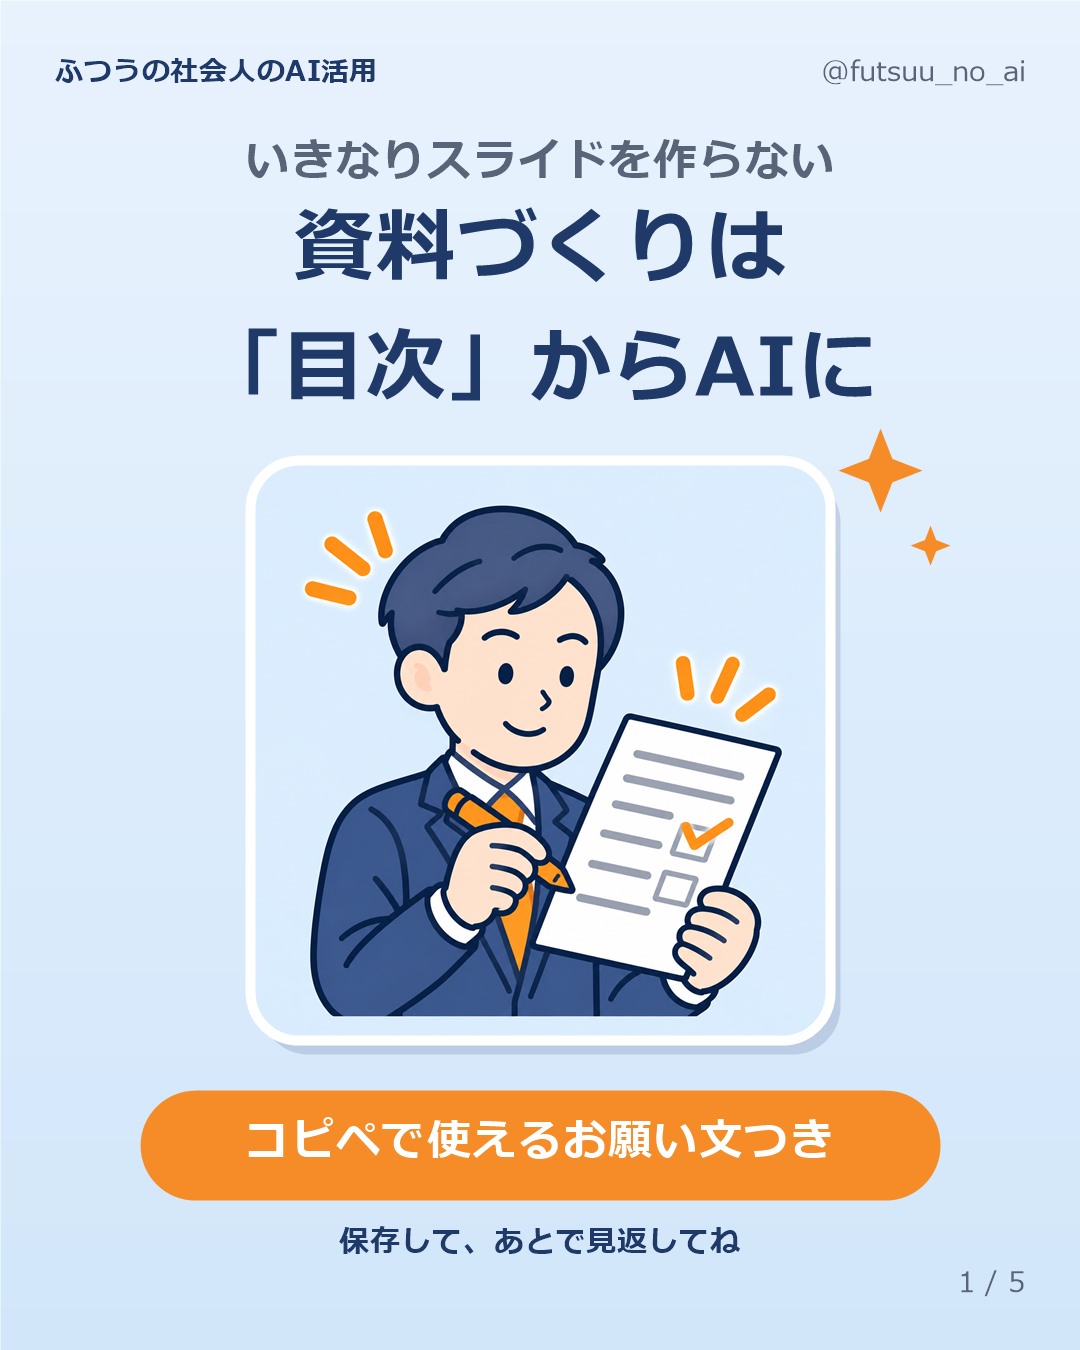 ふつうの社会人のAI活用
@futsuu_no_ai
いきなりスライドを作らない
資料づくりは
「目次」からAIに
コピペで使えるお願い文つき
保存して、あとで見返してね
1 / 5